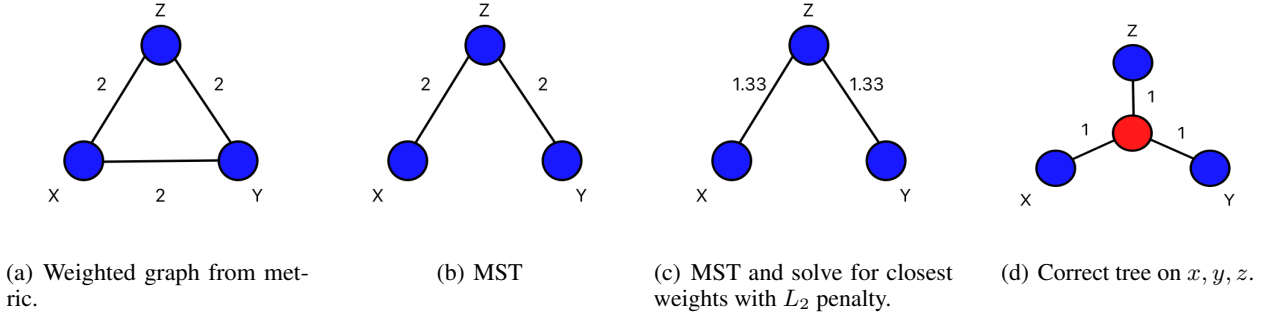 Z
2
2
X
2
Y
Z
2
2
X
Y
Z
1.33
1.33
X
Y
Z
1
1
1
X
Y
(a) Weighted graph from met-
ric.
(b) MST
(c) MST and solve for closest
weights with L₂ penalty.
(d) Correct tree on x, y, z.